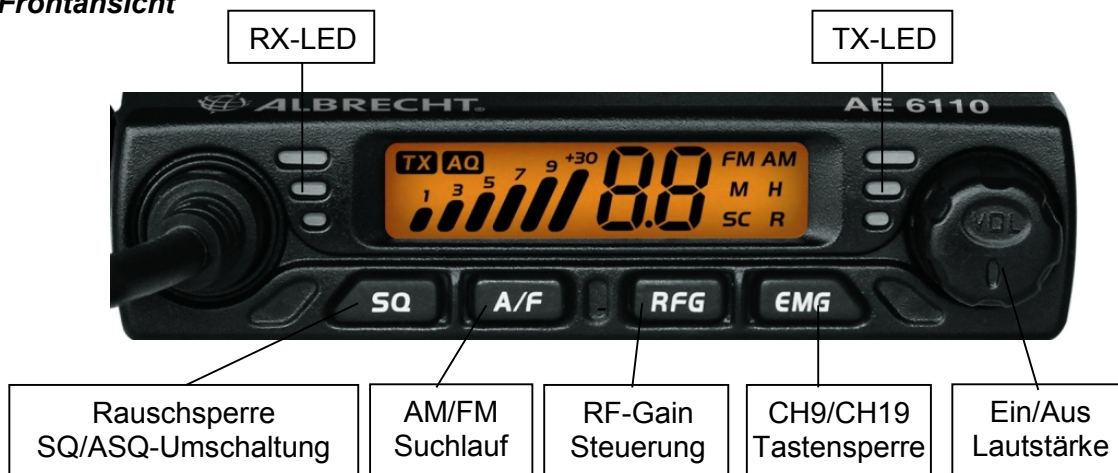 Frontansicht
RX-LED
TX-LED
ALBRECHT.
AE 6110
TX AQ
1 3 5 7 9 +30
8.8
FM AM
M H
SC R
VOL
SQ
A/F
RFG
EMG
Rauschsperre
SQ/ASQ-Umschaltung
AM/FM
Suchlauf
RF-Gain
Steuerung
CH9/CH19
Tastensperre
Ein/Aus
Lautstärke